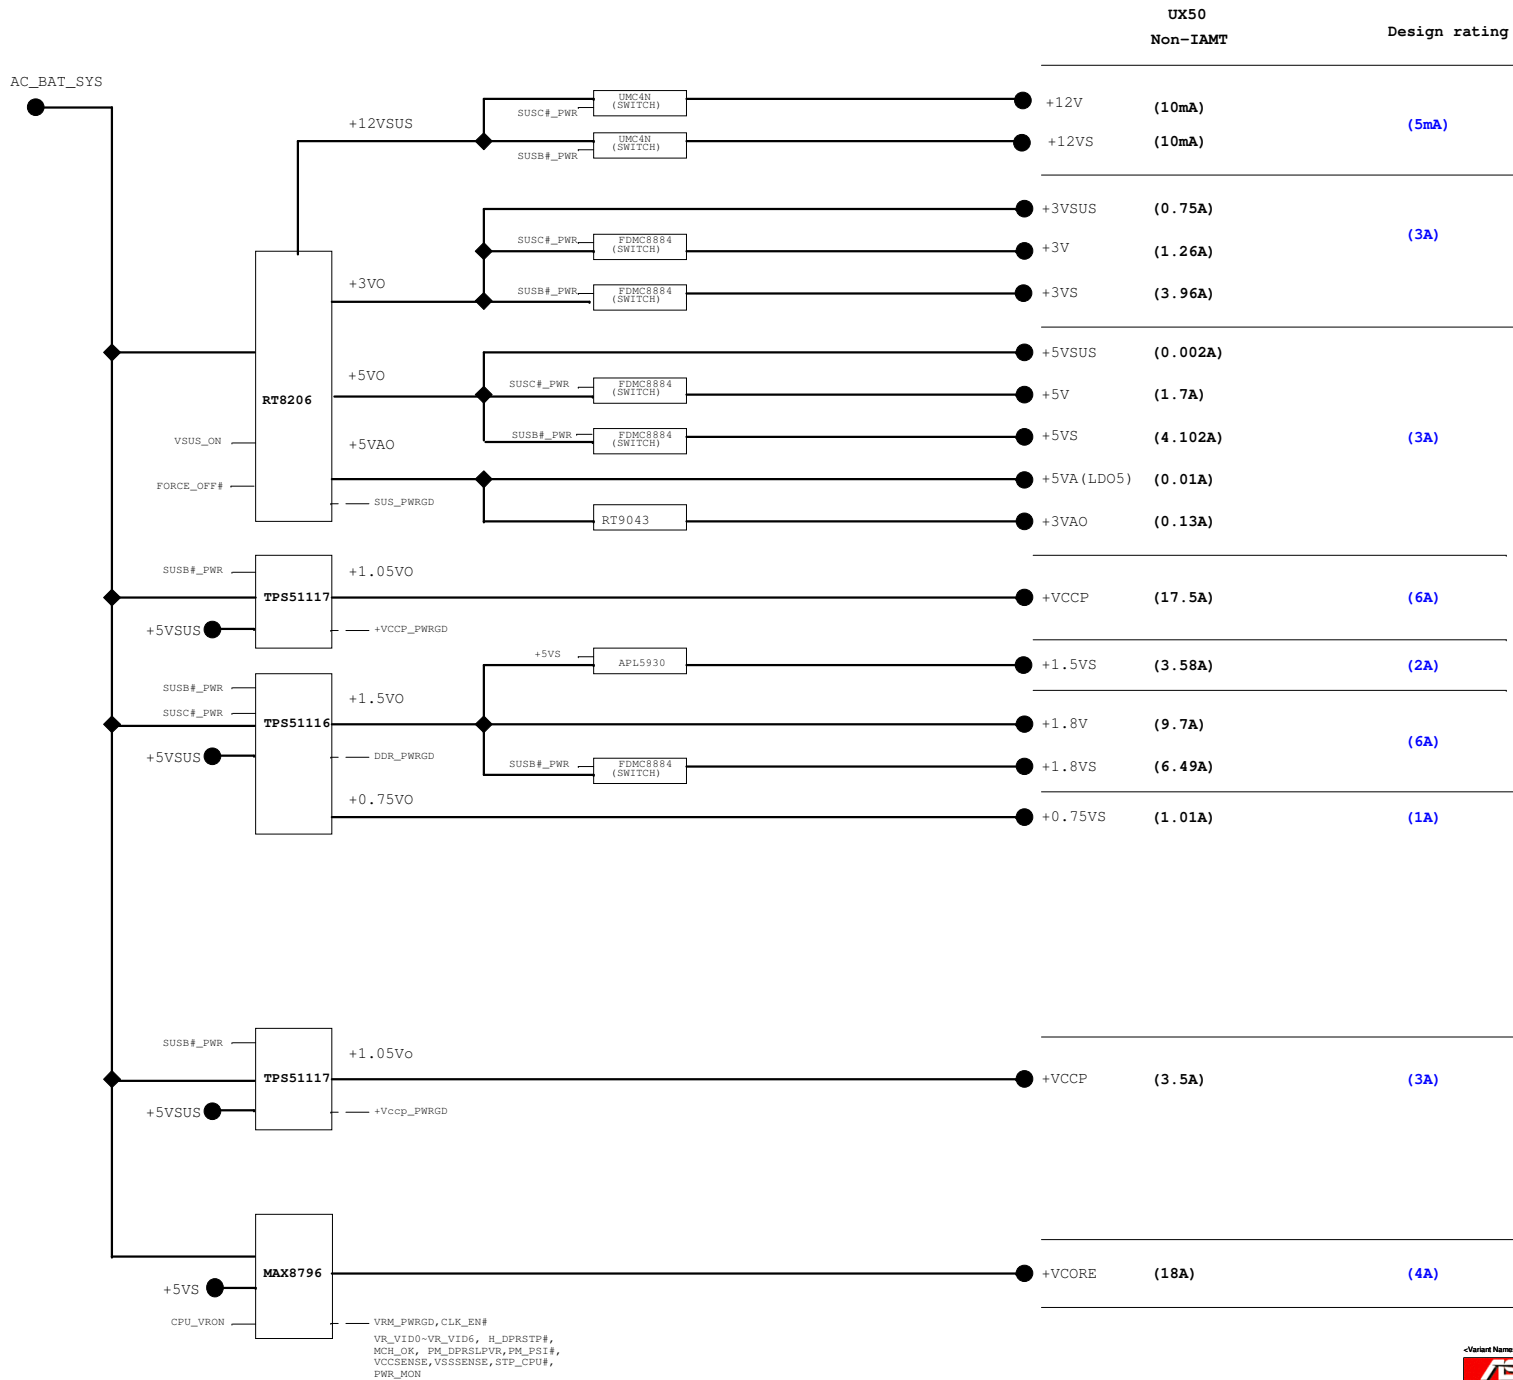 UX50
Non-IAMT
Design rating
AC_BAT_SYS
+12VSUS
SUSC#_PWR
UMC4N
(SWITCH)
+12V
(10mA)
(5mA)
SUSB#_PWR
UMC4N
(SWITCH)
+12VS
(10mA)
+3VSUS
(0.75A)
(3A)
+3VO
SUSC#_PWR
FDMC8884
(SWITCH)
+3V
(1.26A)
SUSB#_PWR
FDMC8884
(SWITCH)
+3VS
(3.96A)
RT8206
+5VSUS
(0.002A)
+5VO
SUSC#_PWR
FDMC8884
(SWITCH)
+5V
(1.7A)
VSUS_ON
+5VAO
SUSB#_PWR
FDMC8884
(SWITCH)
+5VS
(4.102A)
(3A)
FORCE_OFF#
SUS_PWRGD
+5VA(LDO5)
(0.01A)
RT9043
+3VAO
(0.13A)
SUSB#_PWR
+1.05VO
TPS51117
+VCCP
(17.5A)
(6A)
+5VSUS
+VCCP_PWRGD
+5VS
APL5930
+1.5VS
(3.58A)
(2A)
SUSB#_PWR
+1.5VO
SUSC#_PWR
TPS51116
+1.8V
(9.7A)
(6A)
+5VSUS
DDR_PWRGD
SUSB#_PWR
FDMC8884
(SWITCH)
+1.8VS
(6.49A)
+0.75VO
+0.75VS
(1.01A)
(1A)
SUSB#_PWR
+1.05Vo
TPS51117
+VCCP
(3.5A)
(3A)
+5VSUS
+Vccp_PWRGD
MAX8796
+VCORE
(18A)
(4A)
+5VS
CPU_VRON
VRM_PWRGD,CLK_EN#
VR_VID0~VR_VID6, H_DPRSTP#,
MCH_OK, PM_DPRSLPVR,PM_PSI#,
VCCSENSE,VSSSENSE,STP_CPU#,
PWR_MON
<Variant Name